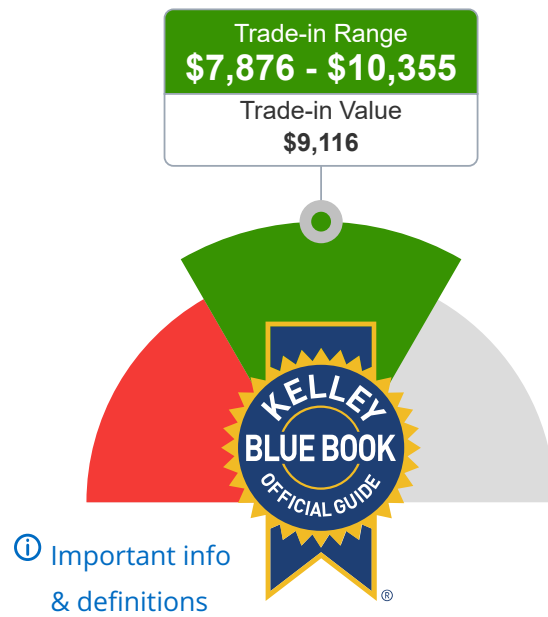 Trade-in Range
$7,876 - $10,355
Trade-in Value
$9,116
KELLEY
BLUE BOOK
OFFICIAL GUIDE
®
Important info
& definitions